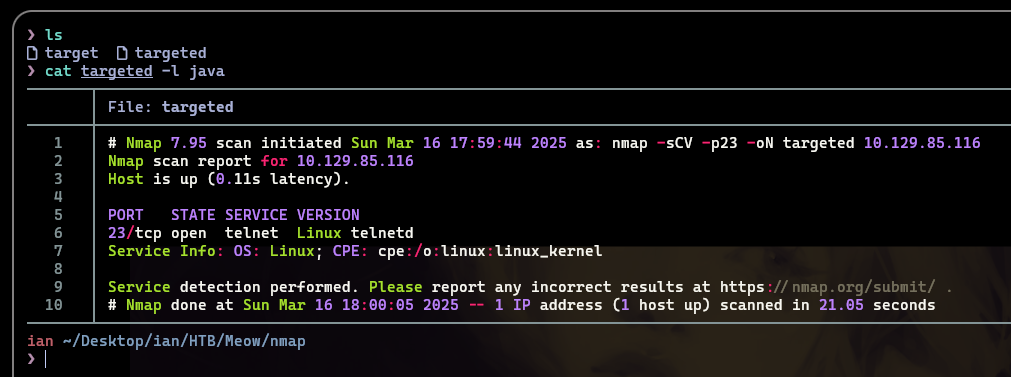 ❯ ls
target targeted
❯ cat targeted -l java
File: targeted
1 # Nmap 7.95 scan initiated Sun Mar 16 17:59:44 2025 as: nmap -sCV -p23 -oN targeted 10.129.85.116
2 Nmap scan report for 10.129.85.116
3 Host is up (0.11s latency).
4
5 PORT   STATE SERVICE VERSION
6 23/tcp open  telnet  Linux telnetd
7 Service Info: OS: Linux; CPE: cpe:/o:linux:linux_kernel
8
9 Service detection performed. Please report any incorrect results at https://nmap.org/submit/ .
10 # Nmap done at Sun Mar 16 18:00:05 2025 -- 1 IP address (1 host up) scanned in 21.05 seconds
ian ~/Desktop/ian/HTB/Meow/nmap
❯